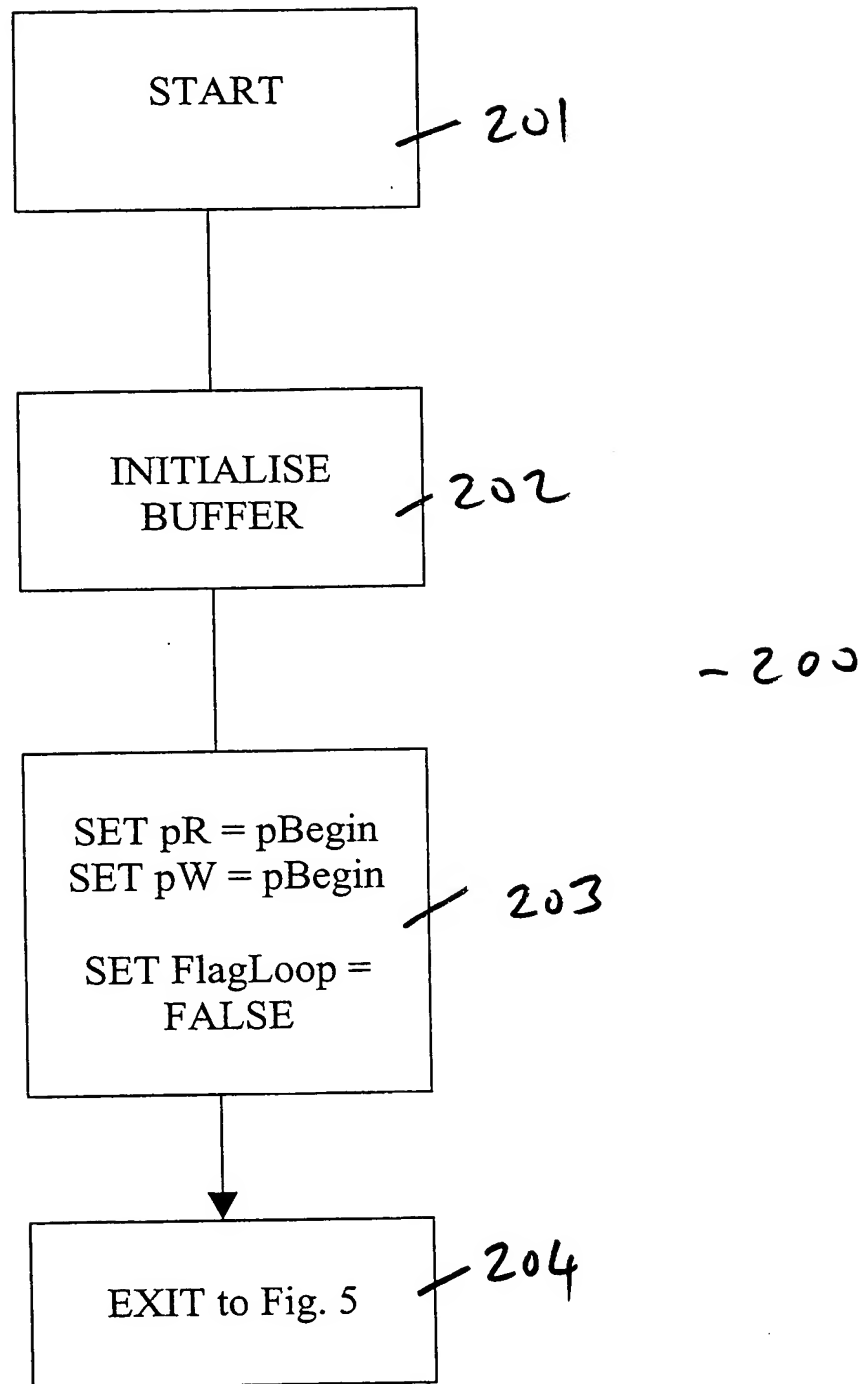 START
201
INITIALISE
BUFFER
202
- 200
SET pR = pBegin
SET pW = pBegin
203
SET FlagLoop =
FALSE
EXIT to Fig. 5
204